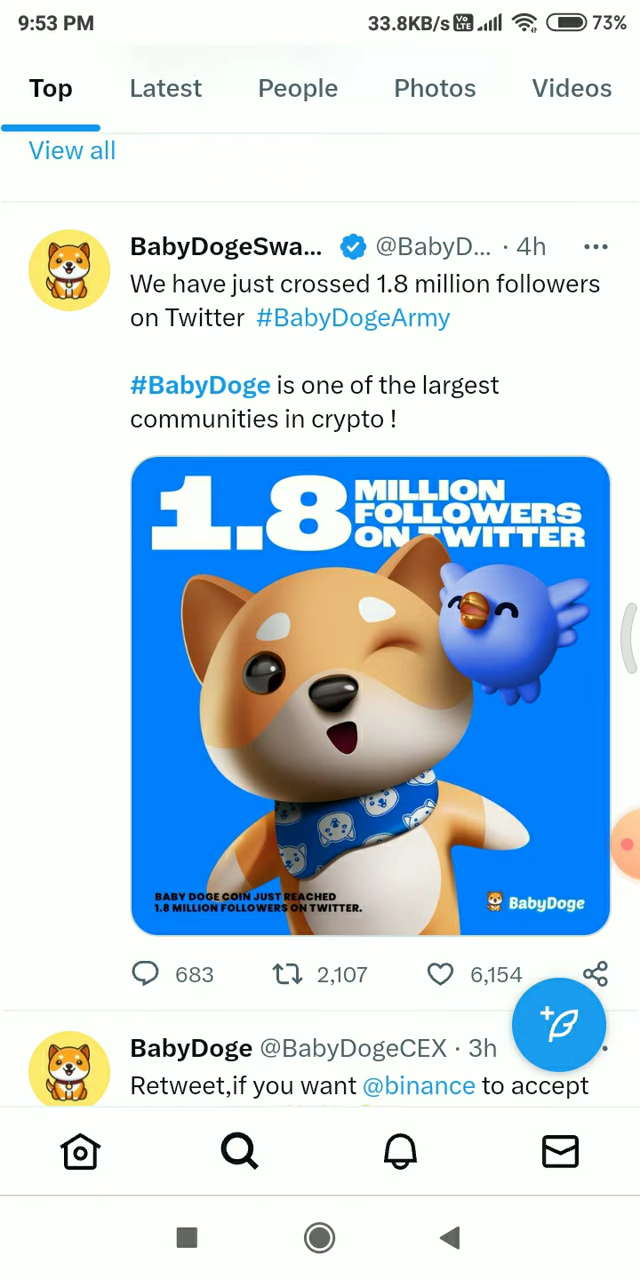 9:53 PM
33.8KB/s Vo LTE 73%
Top Latest People Photos Videos
View all
BabyDogeSwa... @BabyD... · 4h
We have just crossed 1.8 million followers
on Twitter #BabyDogeArmy
#BabyDoge is one of the largest
communities in crypto !
1.8 MILLION
FOLLOWERS
ON TWITTER
BABY DOGE COIN JUST REACHED
1.8 MILLION FOLLOWERS ON TWITTER.
BabyDoge
683 2,107 6,154
BabyDoge @BabyDogeCEX · 3h
Retweet,if you want @binance to accept